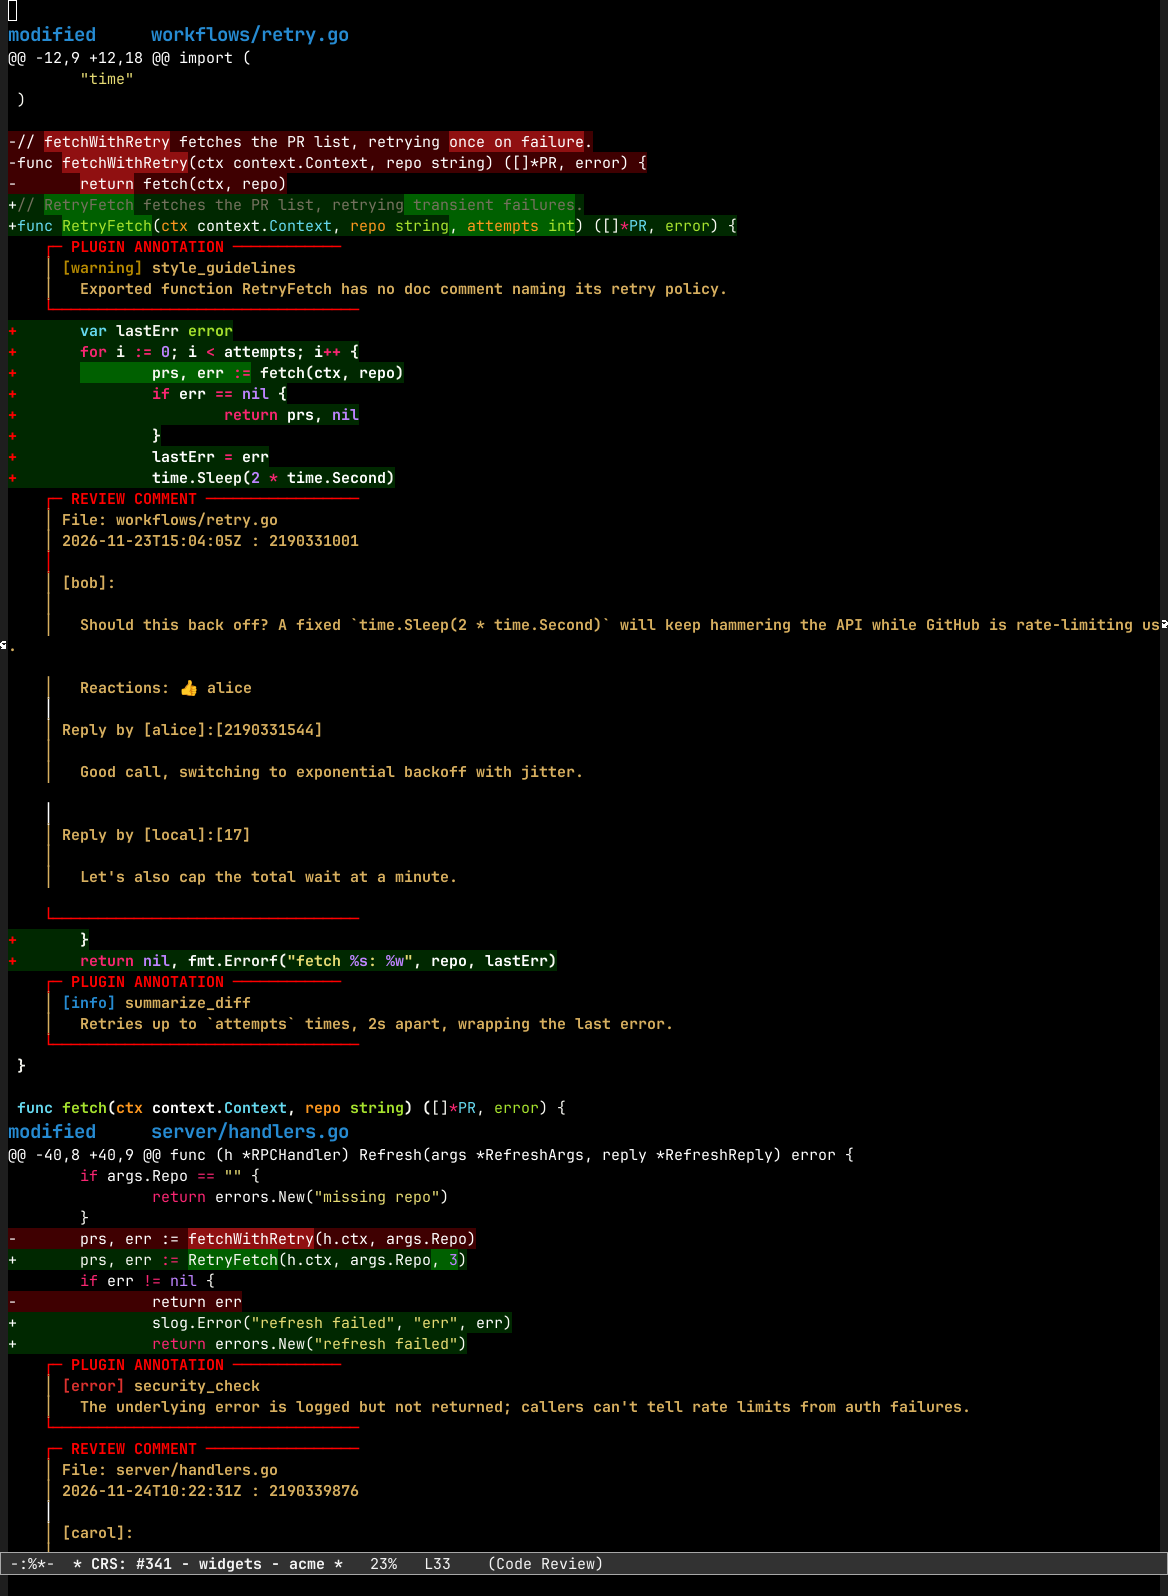 modified     workflows/retry.go
@@ -12,9 +12,18 @@ import (
        "time"
 )
-// fetchWithRetry fetches the PR list, retrying once on failure.
-func fetchWithRetry(ctx context.Context, repo string) ([]*PR, error) {
-       return fetch(ctx, repo)
+// RetryFetch fetches the PR list, retrying transient failures.
+func RetryFetch(ctx context.Context, repo string, attempts int) ([]*PR, error) {
    ┌─ PLUGIN ANNOTATION ────────────
    │ [warning] style_guidelines
    │   Exported function RetryFetch has no doc comment naming its retry policy.
    └──────────────────────────────────
+       var lastErr error
+       for i := 0; i < attempts; i++ {
+               prs, err := fetch(ctx, repo)
+               if err == nil {
+                       return prs, nil
+               }
+               lastErr = err
+               time.Sleep(2 * time.Second)
    ┌─ REVIEW COMMENT ─────────────────
    │ File: workflows/retry.go
    │ 2026-11-23T15:04:05Z : 2190331001
    │
    │ [bob]:
    │
    │   Should this back off? A fixed `time.Sleep(2 * time.Second)` will keep hammering the API while GitHub is rate-limiting us
.
    │   Reactions: 👍 alice
    │
    │ Reply by [alice]:[2190331544]
    │
    │   Good call, switching to exponential backoff with jitter.
    │
    │ Reply by [local]:[17]
    │
    │   Let's also cap the total wait at a minute.
    └──────────────────────────────────
+       }
+       return nil, fmt.Errorf("fetch %s: %w", repo, lastErr)
    ┌─ PLUGIN ANNOTATION ────────────
    │ [info] summarize_diff
    │   Retries up to `attempts` times, 2s apart, wrapping the last error.
    └──────────────────────────────────
 }
 func fetch(ctx context.Context, repo string) ([]*PR, error) {
modified     server/handlers.go
@@ -40,8 +40,9 @@ func (h *RPCHandler) Refresh(args *RefreshArgs, reply *RefreshReply) error {
        if args.Repo == "" {
                return errors.New("missing repo")
        }
-       prs, err := fetchWithRetry(h.ctx, args.Repo)
+       prs, err := RetryFetch(h.ctx, args.Repo, 3)
        if err != nil {
-               return err
+               slog.Error("refresh failed", "err", err)
+               return errors.New("refresh failed")
    ┌─ PLUGIN ANNOTATION ────────────
    │ [error] security_check
    │   The underlying error is logged but not returned; callers can't tell rate limits from auth failures.
    └──────────────────────────────────
    ┌─ REVIEW COMMENT ─────────────────
    │ File: server/handlers.go
    │ 2026-11-24T10:22:31Z : 2190339876
    │
    │ [carol]:
-:%*-  * CRS: #341 - widgets - acme *   23%   L33    (Code Review)